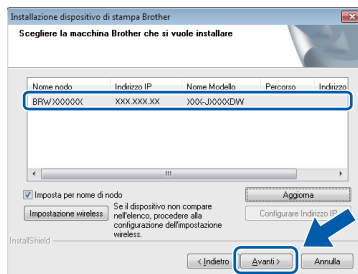 Installazione dispositivo di stampa Brother
Scegliere la macchina Brother che si vuole installare
Nome nodo Indirizzo IP Nome Modello Percorso Indirizzo
BRWXXXXXX XXX.XXX.XX XXX-JXXXXDW
Imposta per nome di nodo Aggiorna
Impostazione wireless Se il dispositivo non compare nell'elenco, procedere alla configurazione dell'impostazione wireless. Configurare Indirizzo IP
InstallShield
< Indietro Avanti > Annulla